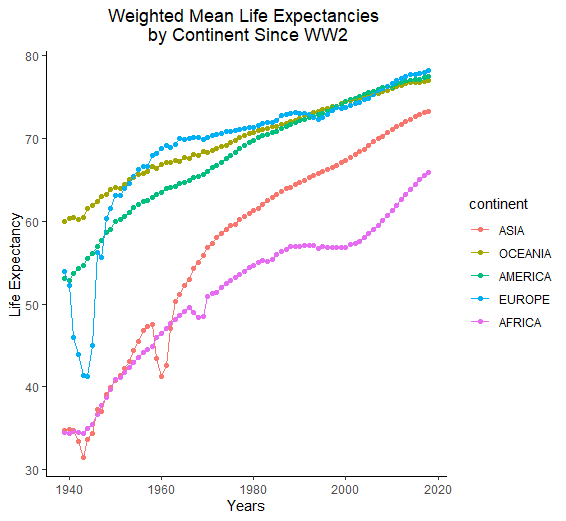 Weighted Mean Life Expectancies
by Continent Since WW2
80
70
60
50
40
30
Life Expectancy
1940
1960
1980
2000
2020
Years
continent
ASIA
OCEANIA
AMERICA
EUROPE
AFRICA